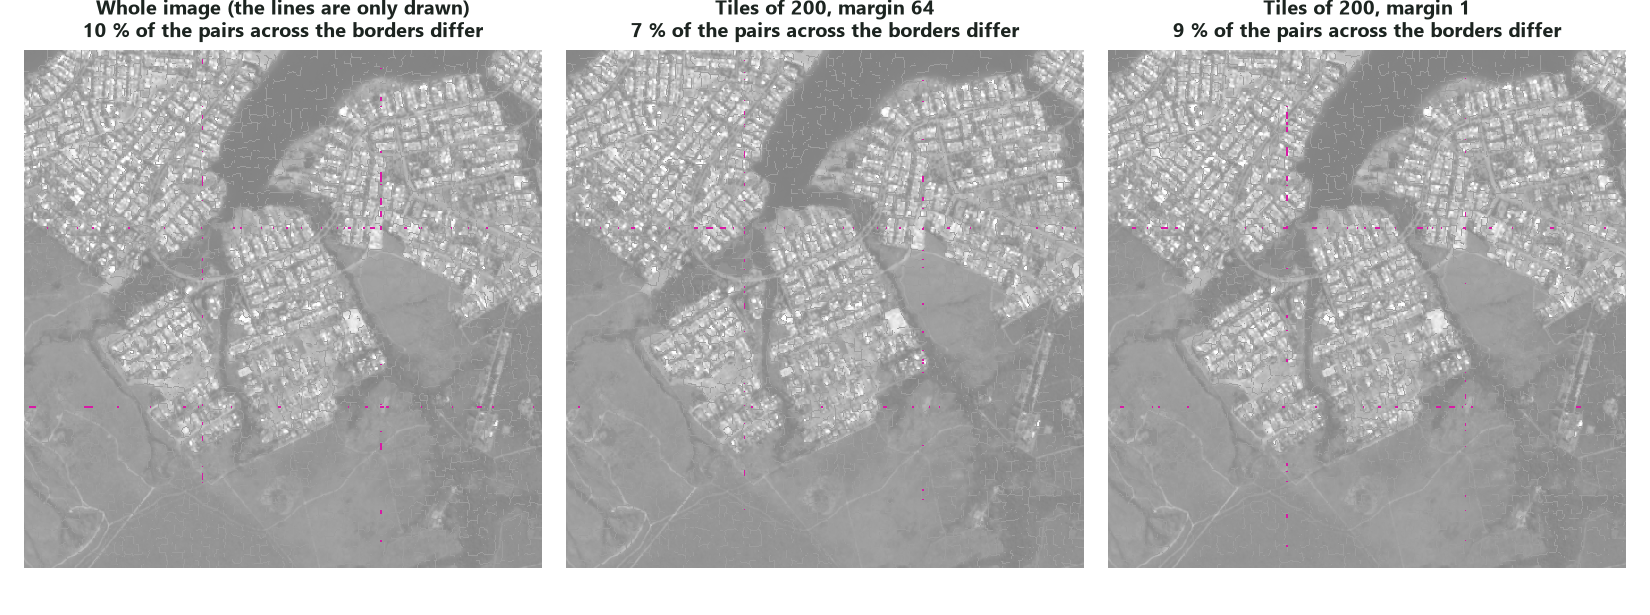 Whole image (the lines are only drawn)
10 % of the pairs across the borders differ
Tiles of 200, margin 64
7 % of the pairs across the borders differ
Tiles of 200, margin 1
9 % of the pairs across the borders differ